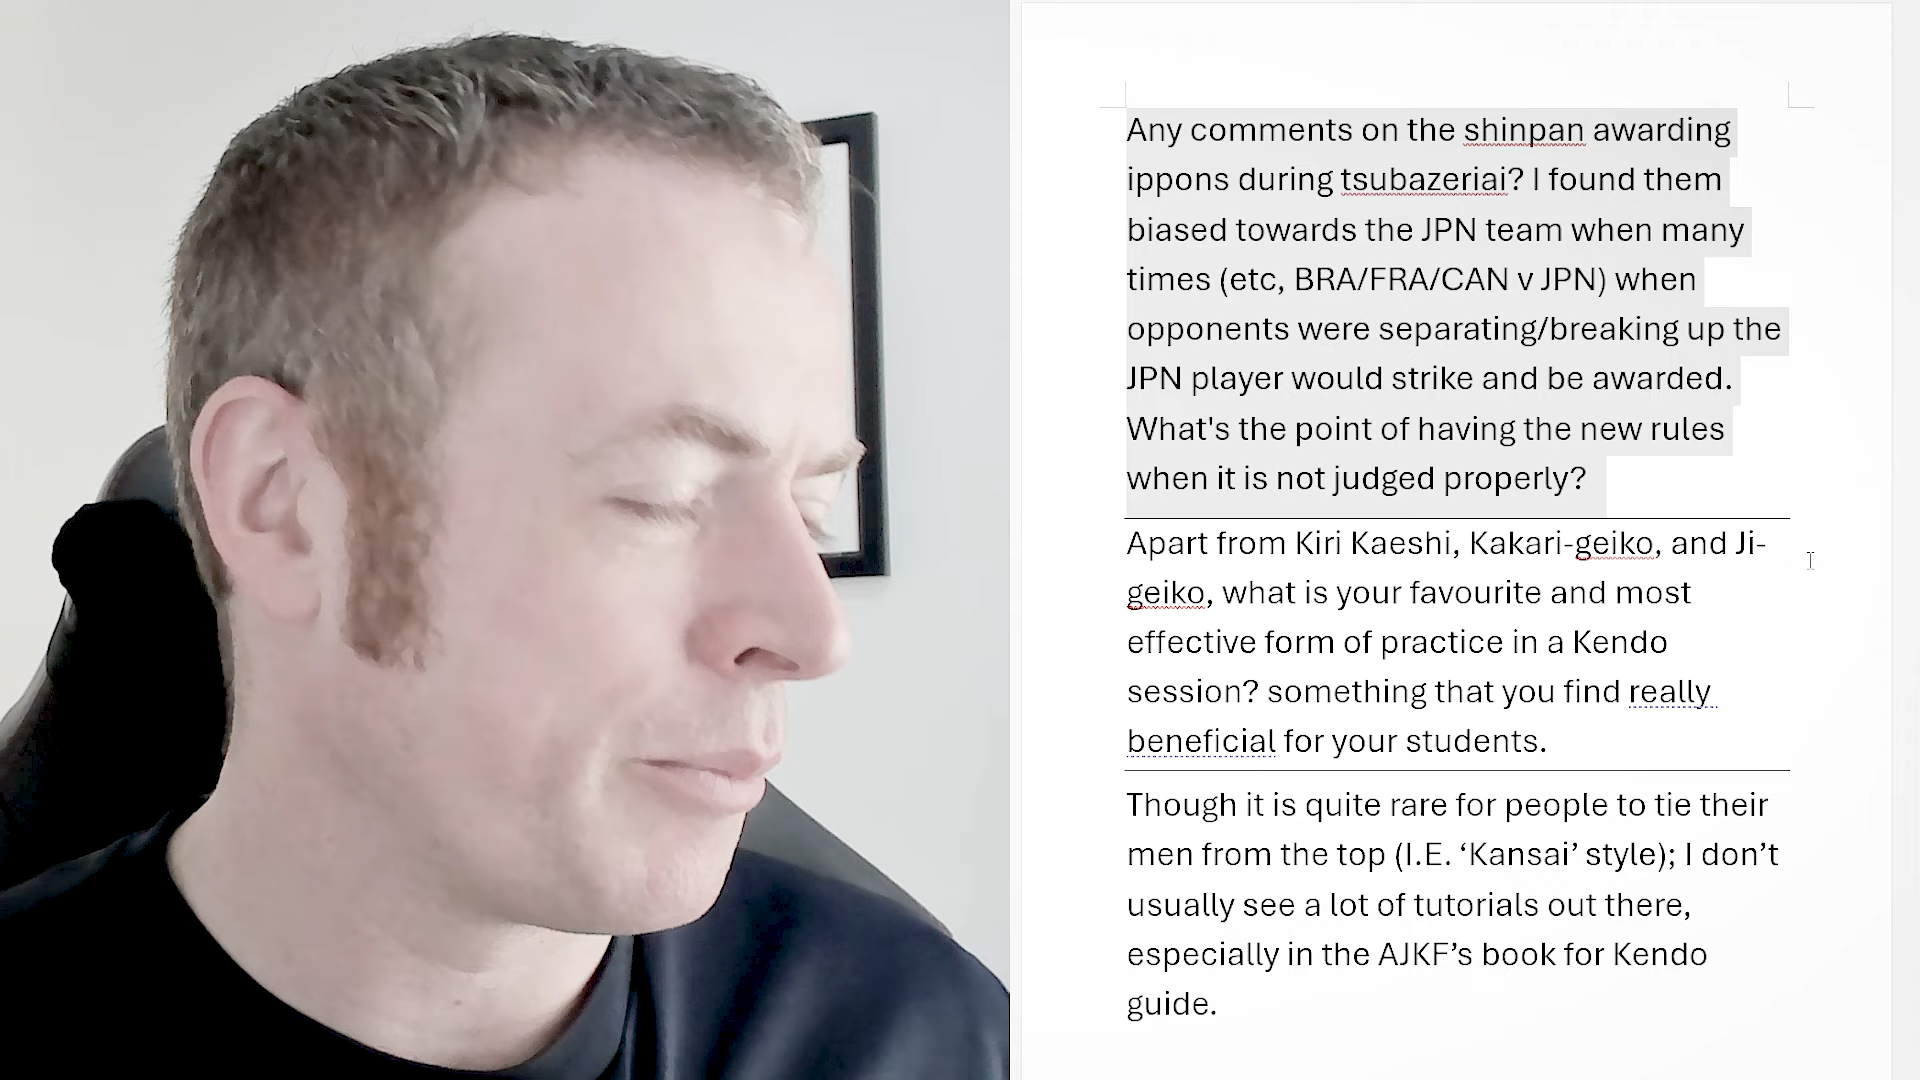 Any comments on the shinpan awarding
ippons during tsubazeriai? I found them
biased towards the JPN team when many
times (etc, BRA/FRA/CAN v JPN) when
opponents were separating/breaking up the
JPN player would strike and be awarded.
What's the point of having the new rules
when it is not judged properly?
Apart from Kiri Kaeshi, Kakari-geiko, and Ji-
geiko, what is your favourite and most
effective form of practice in a Kendo
session? something that you find really
beneficial for your students.
Though it is quite rare for people to tie their
men from the top (I.E. ‘Kansai’ style); I don’t
usually see a lot of tutorials out there,
especially in the AJKF’s book for Kendo
guide.